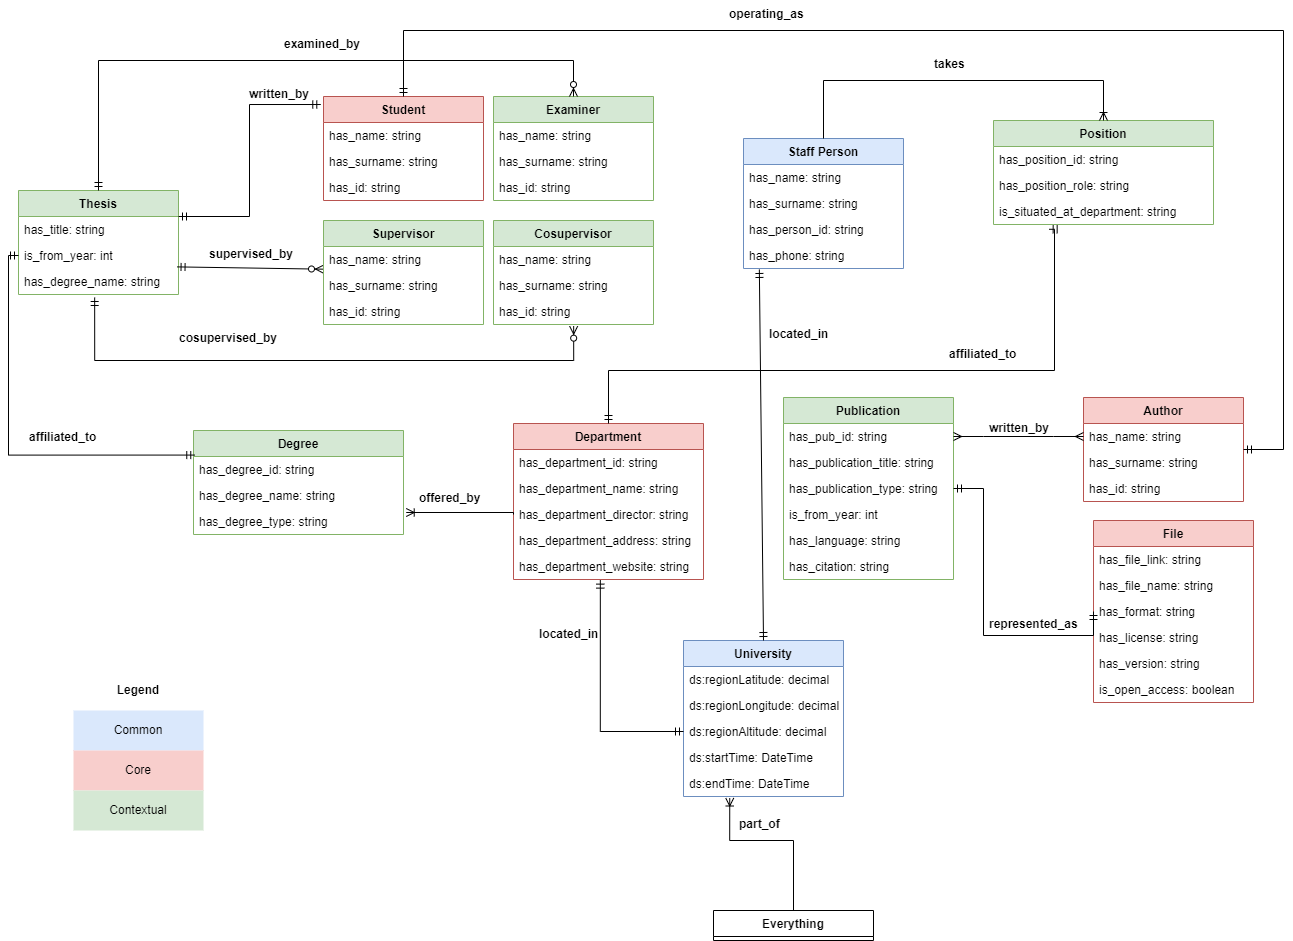 operating_as
examined_by
takes
written_by
Student
has_name: string
has_surname: string
has_id: string
Examiner
has_name: string
has_surname: string
has_id: string
Staff Person
has_name: string
has_surname: string
has_person_id: string
has_phone: string
Position
has_position_id: string
has_position_role: string
is_situated_at_department: string
Thesis
has_title: string
is_from_year: int
has_degree_name: string
supervised_by
Supervisor
has_name: string
has_surname: string
has_id: string
Cosupervisor
has_name: string
has_surname: string
has_id: string
cosupervised_by
located_in
affiliated_to
affiliated_to
Degree
has_degree_id: string
has_degree_name: string
has_degree_type: string
offered_by
Department
has_department_id: string
has_department_name: string
has_department_director: string
has_department_address: string
has_department_website: string
Publication
has_pub_id: string
has_publication_title: string
has_publication_type: string
is_from_year: int
has_language: string
has_citation: string
written_by
Author
has_name: string
has_surname: string
has_id: string
File
has_file_link: string
has_file_name: string
has_format: string
has_license: string
has_version: string
is_open_access: boolean
represented_as
located_in
University
ds:regionLatitude: decimal
ds:regionLongitude: decimal
ds:regionAltitude: decimal
ds:startTime: DateTime
ds:endTime: DateTime
Legend
Common
Core
Contextual
part_of
Everything